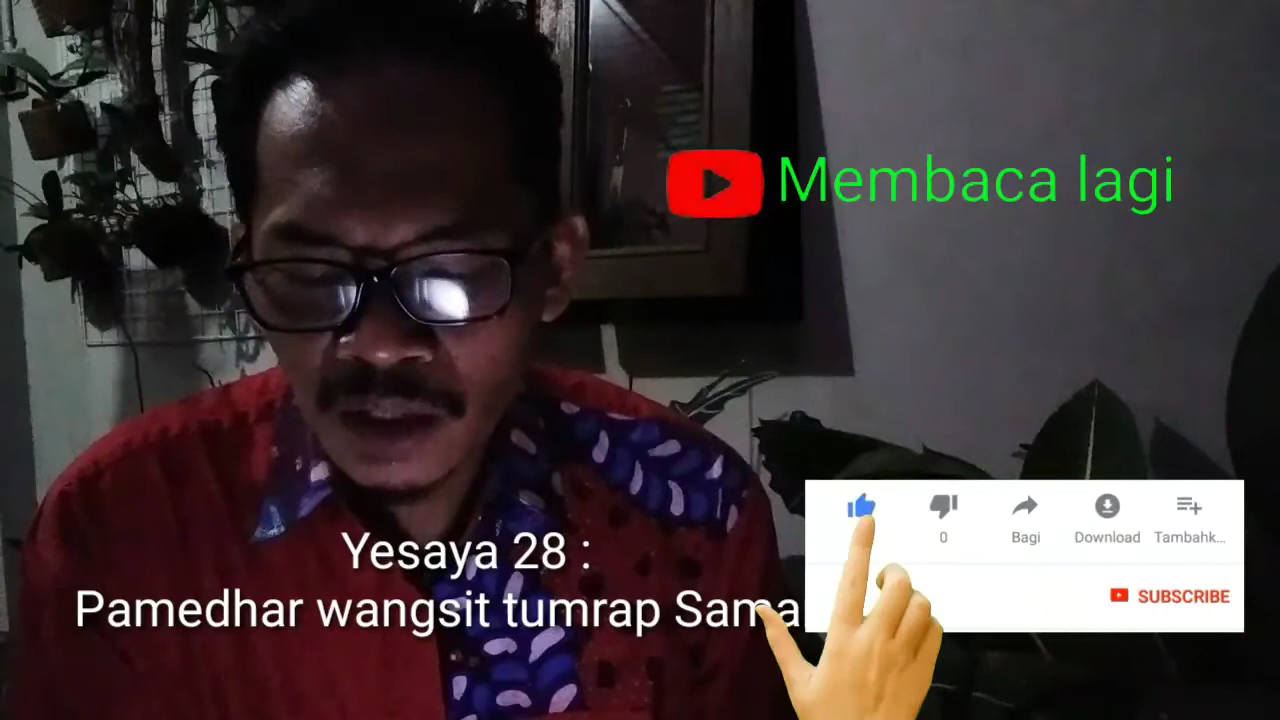 Membaca lagi
Yesaya 28 :
Pamedhar wangsit tumrap Sama
0
Bagi
Download
Tambahk...
SUBSCRIBE